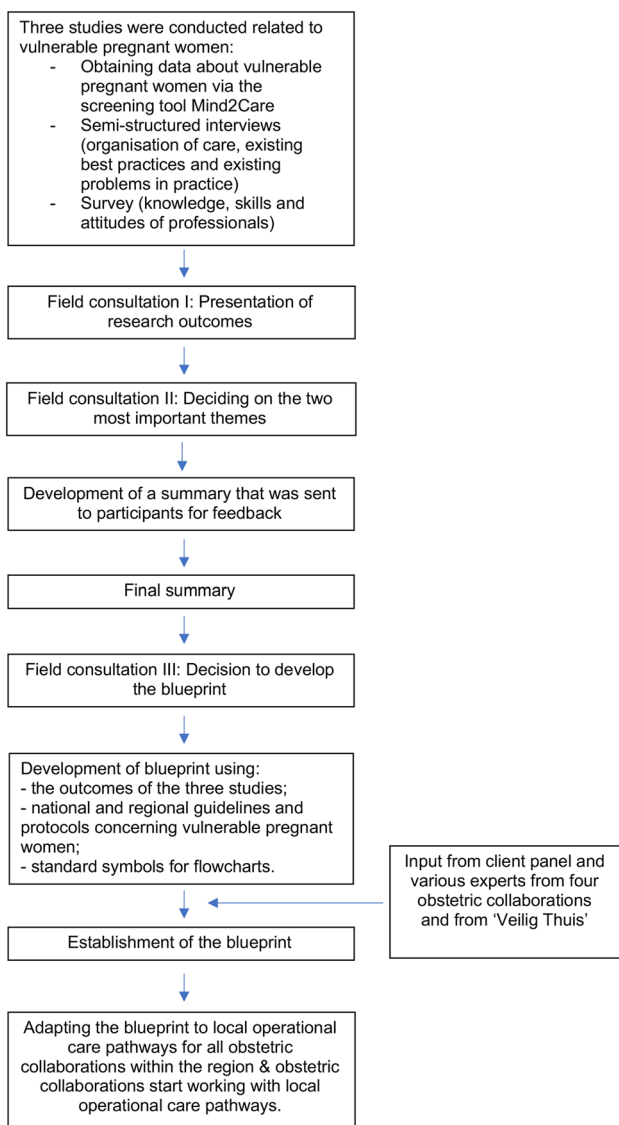 Three studies were conducted related to
vulnerable pregnant women:
- Obtaining data about vulnerable
pregnant women via the
screening tool Mind2Care
- Semi-structured interviews
(organisation of care, existing
best practices and existing
problems in practice)
- Survey (knowledge, skills and
attitudes of professionals)
Field consultation I: Presentation of
research outcomes
Field consultation II: Deciding on the two
most important themes
Development of a summary that was sent
to participants for feedback
Final summary
Field consultation III: Decision to develop
the blueprint
Development of blueprint using:
- the outcomes of the three studies;
- national and regional guidelines and
protocols concerning vulnerable pregnant
women;
- standard symbols for flowcharts.
Input from client panel and
various experts from four
obstetric collaborations
and from ‘Veilig Thuis’
Establishment of the blueprint
Adapting the blueprint to local operational
care pathways for all obstetric
collaborations within the region & obstetric
collaborations start working with local
operational care pathways.